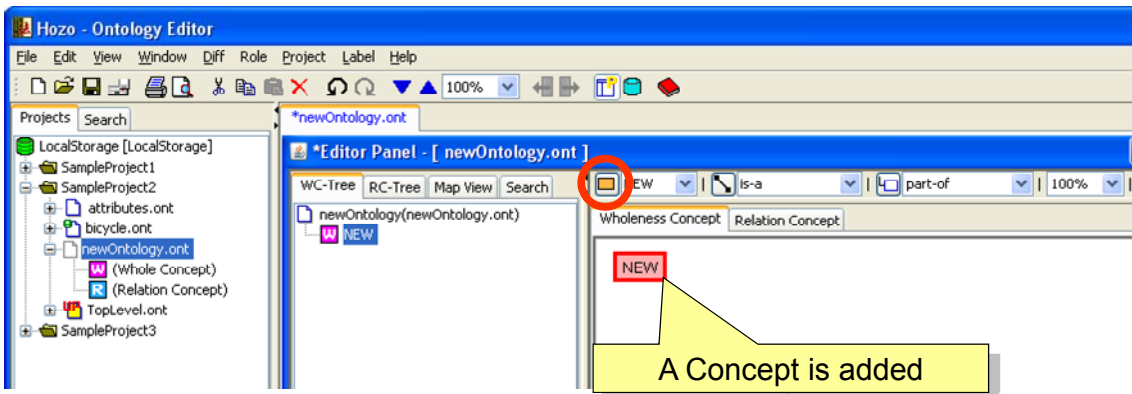 Hozo - Ontology Editor
File Edit View Window Diff Role Project Label Help
100%
Projects Search
*newOntology.ont
LocalStorage [LocalStorage]
SampleProject1
SampleProject2
attributes.ont
bicycle.ont
newOntology.ont
W (Whole Concept)
R (Relation Concept)
TopLevel.ont
SampleProject3
*Editor Panel - [ newOntology.ont ]
WC-Tree RC-Tree Map View Search
newOntology(newOntology.ont)
W NEW
EW is-a part-of 100%
Wholeness Concept Relation Concept
NEW
A Concept is added